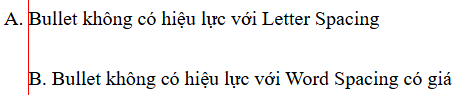 A. Bullet không có hiệu lực với Letter Spacing
B. Bullet không có hiệu lực với Word Spacing có giá